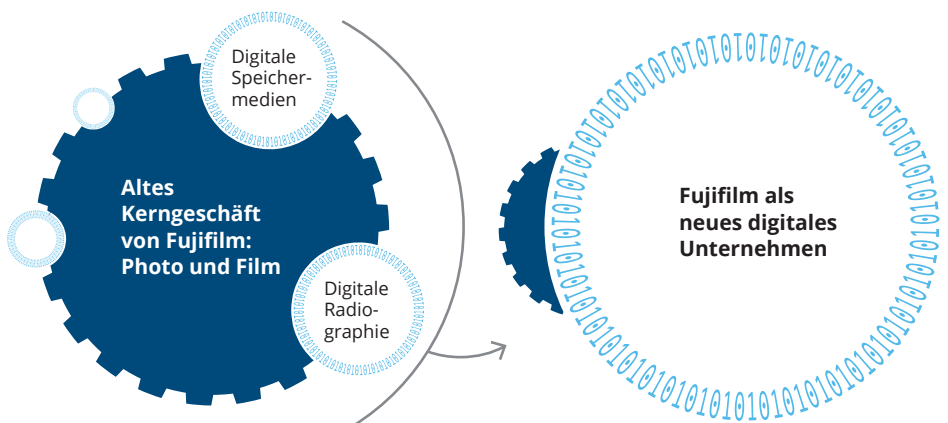 Digitale
Speicher-
medien
Altes
Kerngeschäft
von Fujifilm:
Photo und Film
Digitale
Radio-
graphie
Fujifilm als
neues digitales
Unternehmen